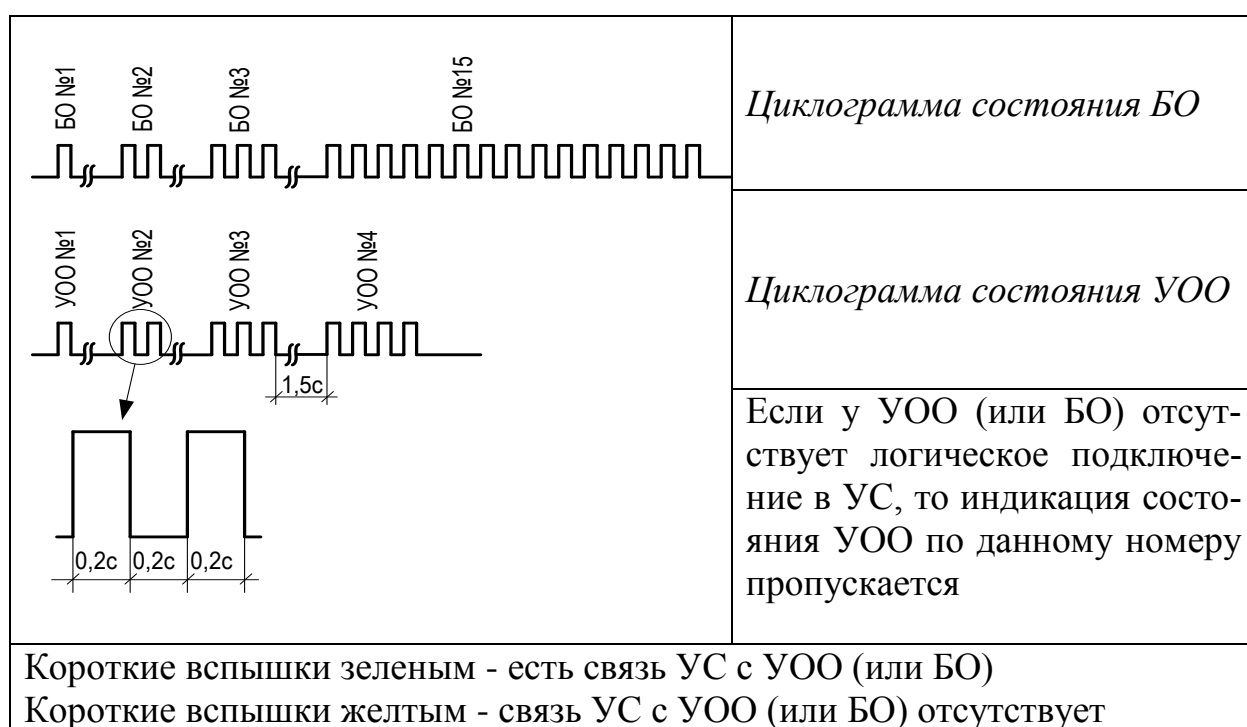 БО №1
БО №2
БО №3
БО №15
Циклограмма состояния БО
УОО №1
УОО №2
УОО №3
УОО №4
1,5с
Циклограмма состояния УОО
0,2с 0,2с 0,2с
Если у УОО (или БО) отсут-
ствует логическое подключе-
ние в УС, то индикация состо-
яния УОО по данному номеру
пропускается
Короткие вспышки зеленым - есть связь УС с УОО (или БО)
Короткие вспышки желтым - связь УС с УОО (или БО) отсутствует